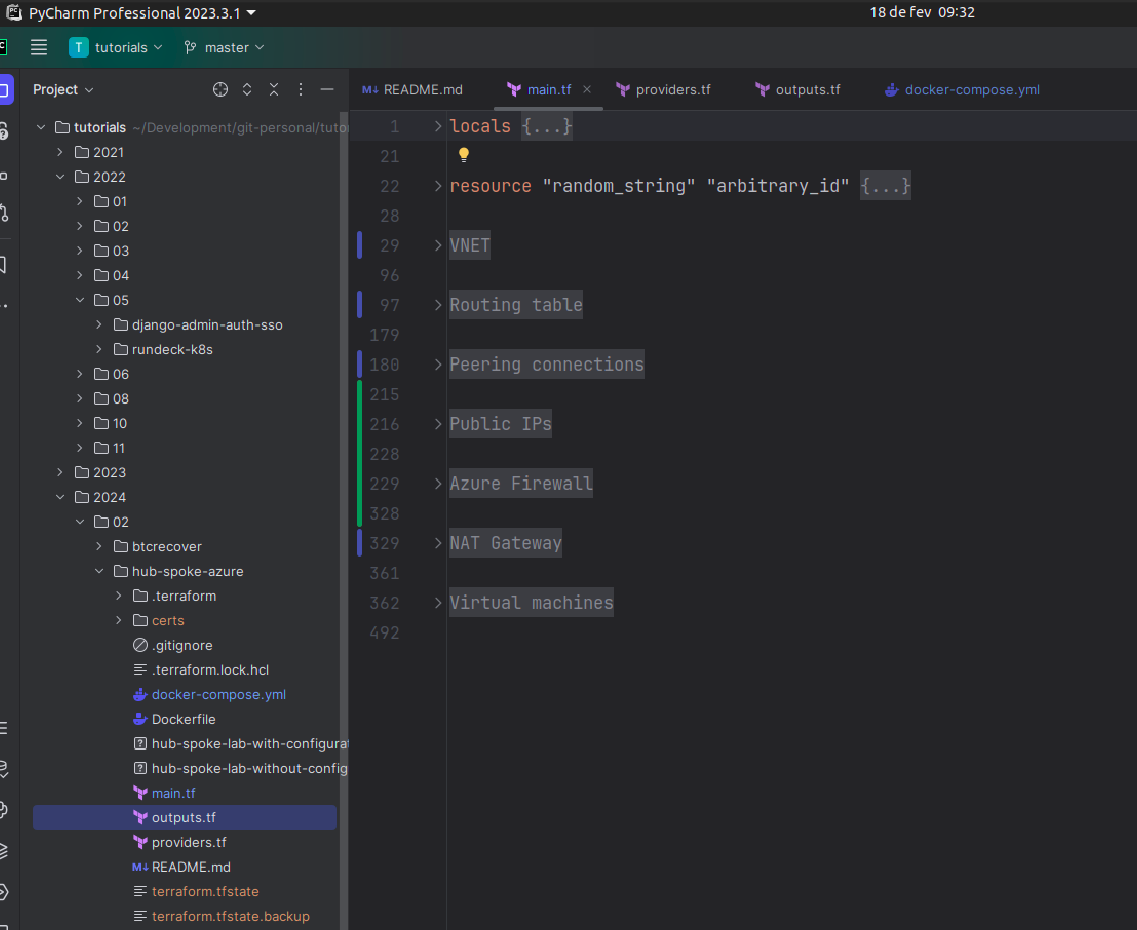 PyCharm Professional 2023.3.1
18 de fev 09:32
T tutorials master
Project
README.md main.tf providers.tf outputs.tf docker-compose.yml
tutorials ~/Development/git-personal/tuto
2021
2022
01
02
03
04
05
django-admin-auth-sso
rundeck-k8s
06
08
10
11
2023
2024
02
btcrecover
hub-spoke-azure
.terraform
certs
.gitignore
.terraform.lock.hcl
docker-compose.yml
Dockerfile
hub-spoke-lab-with-configurat
hub-spoke-lab-without-config
main.tf
outputs.tf
providers.tf
README.md
terraform.tfstate
terraform.tfstate.backup
1 locals {...}
21
22 resource "random_string" "arbitrary_id" {...}
28
29 VNET
96
97 Routing table
179
180 Peering connections
215
216 Public IPs
228
229 Azure Firewall
328
329 NAT Gateway
361
362 Virtual machines
492